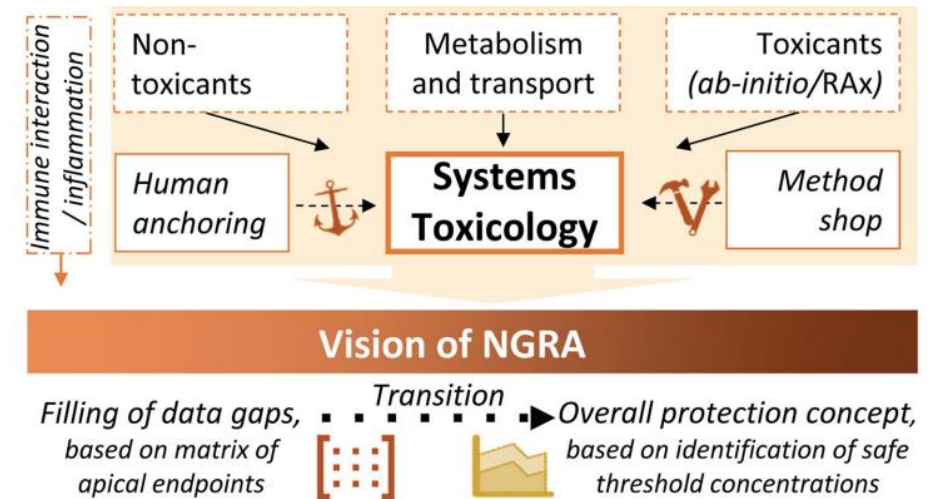 Immune interaction
/ inflammation
Non-
toxicants
Metabolism
and transport
Toxicants
(ab-initio/RAx)
Human
anchoring
Systems
Toxicology
Method
shop
Vision of NGRA
Transition
Filling of data gaps,
based on matrix of
apical endpoints
Overall protection concept,
based on identification of safe
threshold concentrations